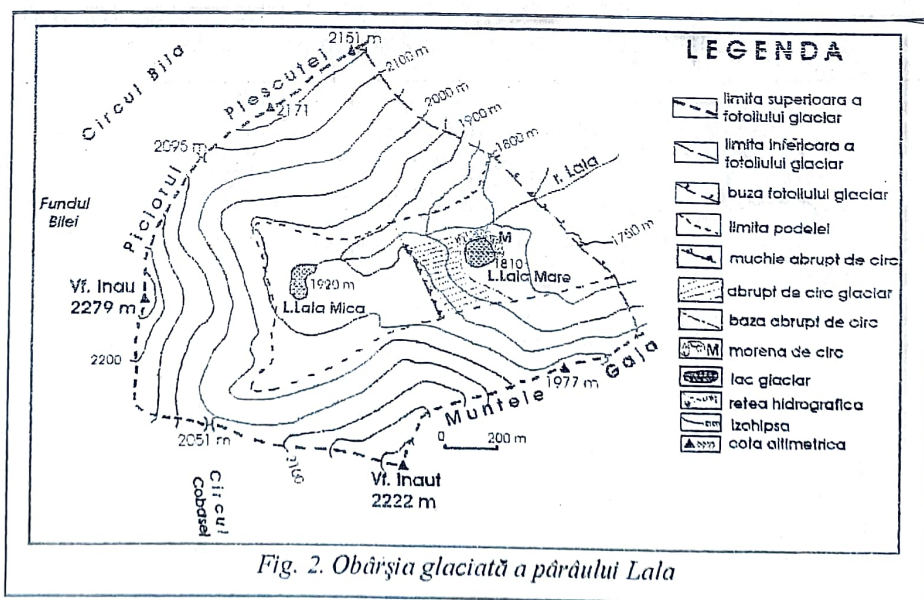 2151 m
Circul Bila
Plescutei
2171
2100 m
2000 m
1900 m
2095 m
1800 m
Piciorul
Fundul
Bilei
r. Lala
1750 m
M
1810
L.Lala Mare
1920 m
L.Lala Mica
Vf. Inau
2279 m
2200
1977 m
Gaja
Muntele
2051 m
0 200 m
Vf. Inaut
2222 m
Circul
Cobasel
LEGENDA
limita superioara a
fotoliului glaciar
limita inferioara a
fotoliului glaciar
buza fotoliului glaciar
limita podelei
muchie abrupt de circ
abrupt de circ glaciar
baza abrupt de circ
M morena de circ
lac glaciar
retea hidrografica
izohipsa
cota altimetrica
Fig. 2. Obârşia glaciată a pârâului Lala